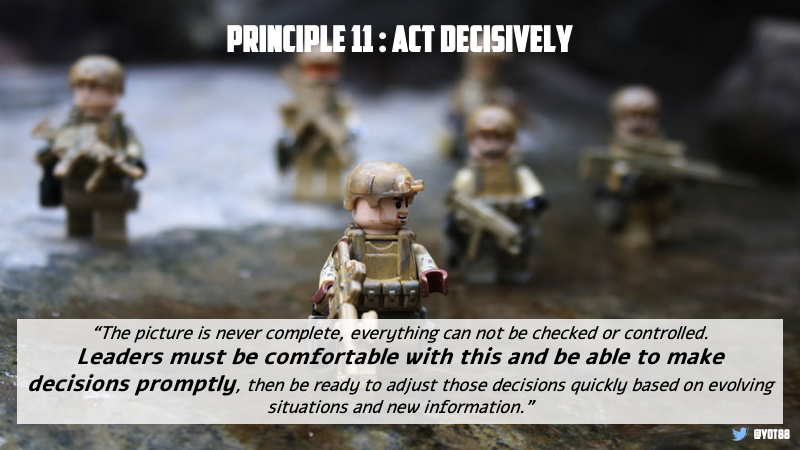 PRINCIPLE 11 : ACT DECISIVELY
“The picture is never complete, everything can not be checked or controlled.
Leaders must be comfortable with this and be able to make
decisions promptly, then be ready to adjust those decisions quickly based on evolving
situations and new information.”
@YOT88